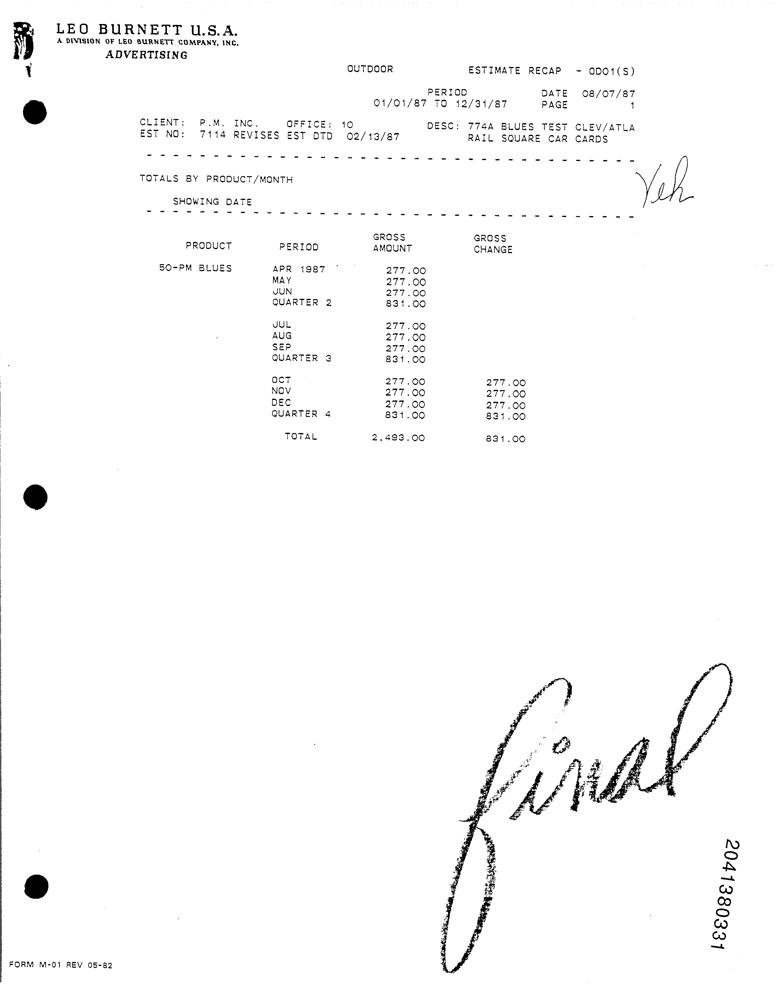 LEO BURNETT U.S.A.
A DIVISION OF LEO BURNETT COMPANY, INC.
ADVERTISING
OUTDOOR ESTIMATE RECAP - ODO1(S)
PERIOD DATE 08/07/87
01/01/87 TO 12/31/87 PAGE 1
CLIENT: P.M. INC. OFFICE: 10 DESC: 774A BLUES TEST CLEV/ATLA
EST NO: 7114 REVISES EST DTD 02/13/87 RAIL SQUARE CAR CARDS
TOTALS BY PRODUCT/MONTH
SHOWING DATE
GROSS GROSS
PRODUCT PERIOD AMOUNT CHANGE
50-PM BLUES APR 1987 277.00
MAY 277.00
JUN 277.00
QUARTER 2 831.00
JUL 277.00
AUG 277.00
SEP 277.00
QUARTER 3 831.00
OCT 277.00 277.00
NOV 277.00 277.00
DEC 277.00 277.00
QUARTER 4 831.00 831.00
TOTAL 2,493.00 831.00
final
2041380331
FORM M-01 REV 05-82